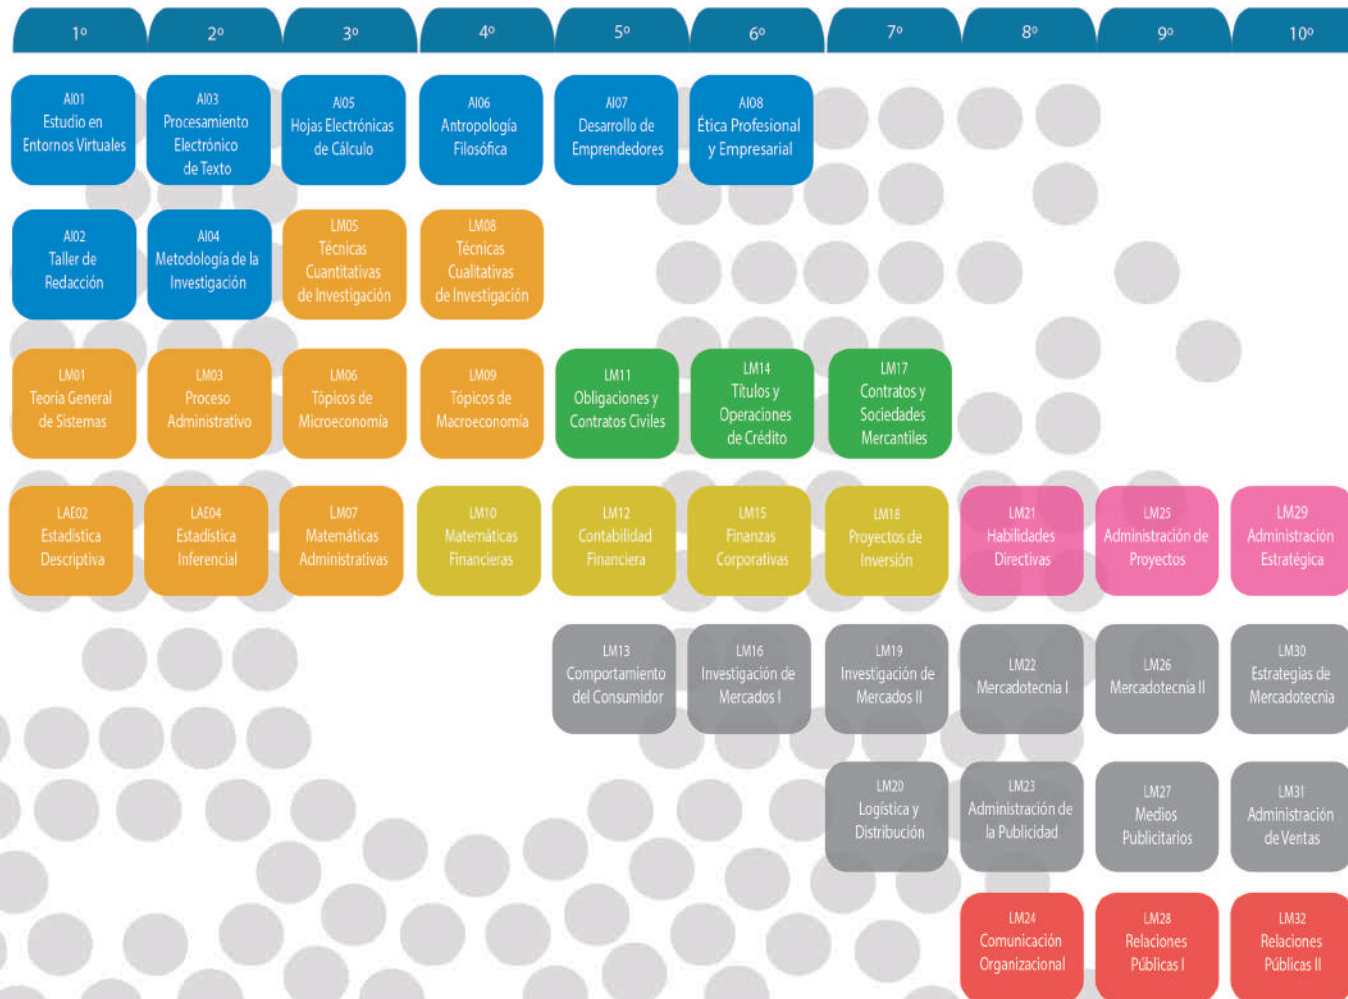 1º 2º 3º 4º 5º 6º 7º 8º 9º 10º
AI01
Estudio en
Entornos Virtuales
AI03
Procesamiento
Electrónico
de Texto
AI05
Hojas Electrónicas
de Cálculo
AI06
Antropología
Filosófica
AI07
Desarrollo de
Emprendedores
AI08
Ética Profesional
y Empresarial
AI02
Taller de
Redacción
AI04
Metodología de la
Investigación
LM05
Técnicas
Cuantitativas
de Investigación
LM08
Técnicas
Cualitativas
de Investigación
LM01
Teoría General
de Sistemas
LM03
Proceso
Administrativo
LM06
Tópicos de
Microeconomía
LM09
Tópicos de
Macroeconomía
LM11
Obligaciones y
Contratos Civiles
LM14
Títulos y
Operaciones
de Crédito
LM17
Contratos y
Sociedades
Mercantiles
LAE02
Estadística
Descriptiva
LAE04
Estadística
Inferencial
LM07
Matemáticas
Administrativas
LM10
Matemáticas
Financieras
LM12
Contabilidad
Financiera
LM15
Finanzas
Corporativas
LM18
Proyectos de
Inversión
LM21
Habilidades
Directivas
LM25
Administración de
Proyectos
LM29
Administración
Estratégica
LM13
Comportamiento
del Consumidor
LM16
Investigación de
Mercados I
LM19
Investigación de
Mercados II
LM22
Mercadotecnia I
LM26
Mercadotecnia II
LM30
Estrategias de
Mercadotecnia
LM20
Logística y
Distribución
LM23
Administración de
la Publicidad
LM27
Medios
Publicitarios
LM31
Administración
de Ventas
LM24
Comunicación
Organizacional
LM28
Relaciones
Públicas I
LM32
Relaciones
Públicas II